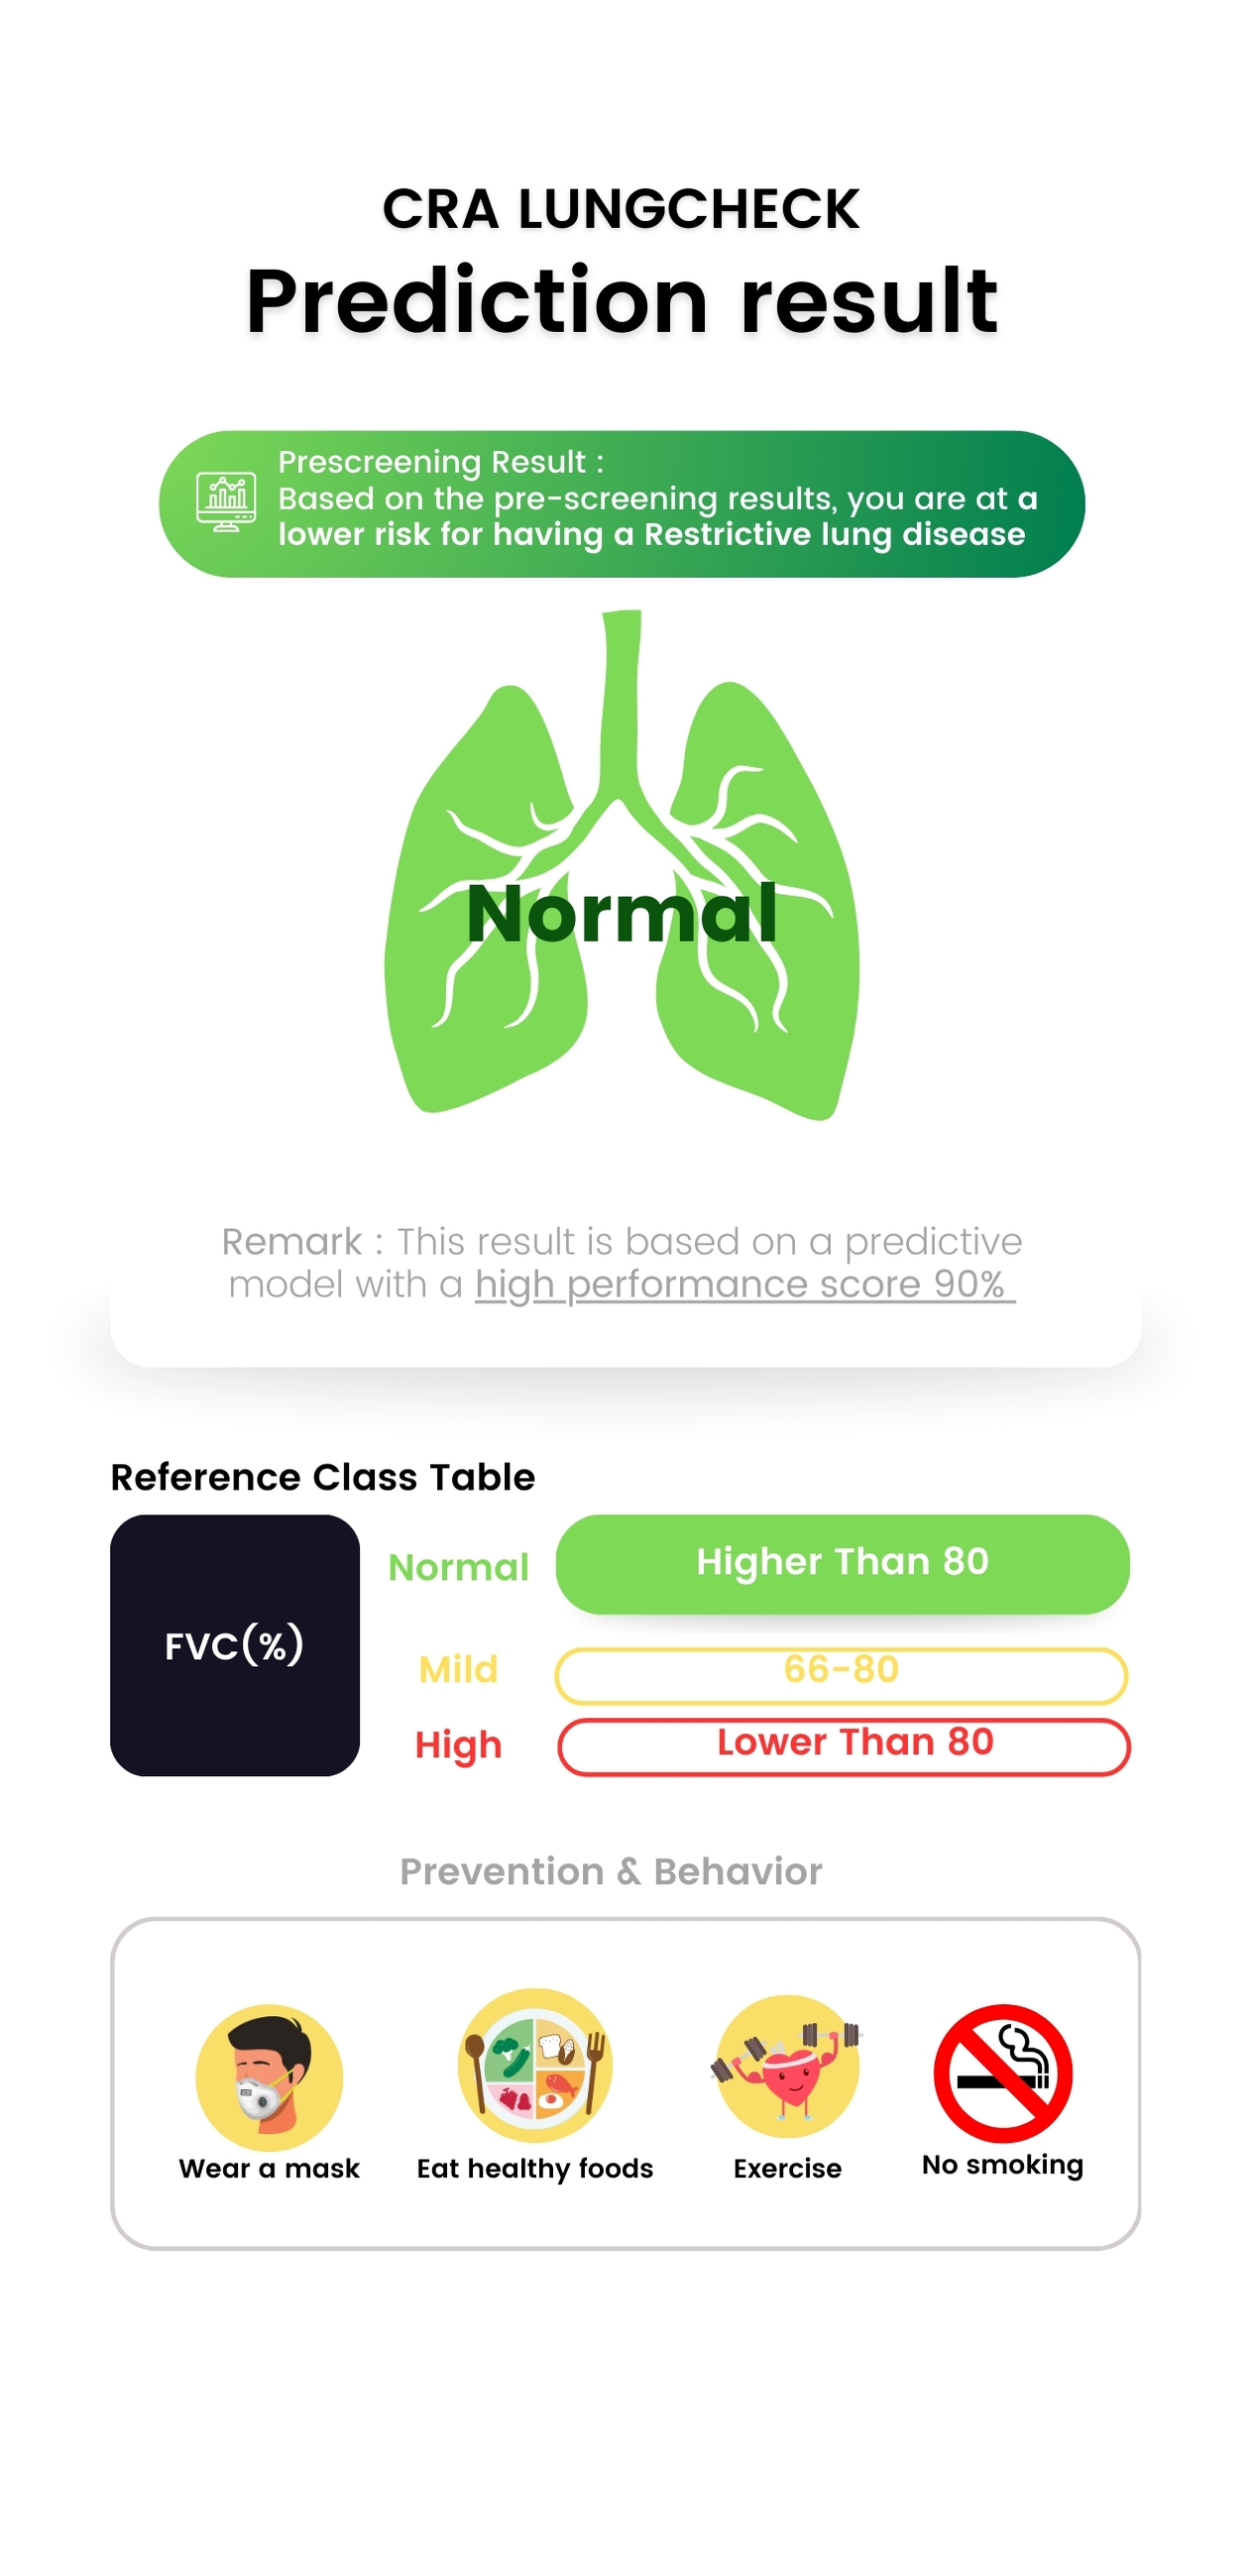 CRA LUNGCHECK
Prediction result
Prescreening Result :
Based on the pre-screening results, you are at a
lower risk for having a Restrictive lung disease
Normal
Remark : This result is based on a predictive
model with a high performance score 90%
Reference Class Table
FVC(%)
Normal
Higher Than 80
Mild
66-80
High
Lower Than 80
Prevention & Behavior
Wear a mask
Eat healthy foods
Exercise
No smoking